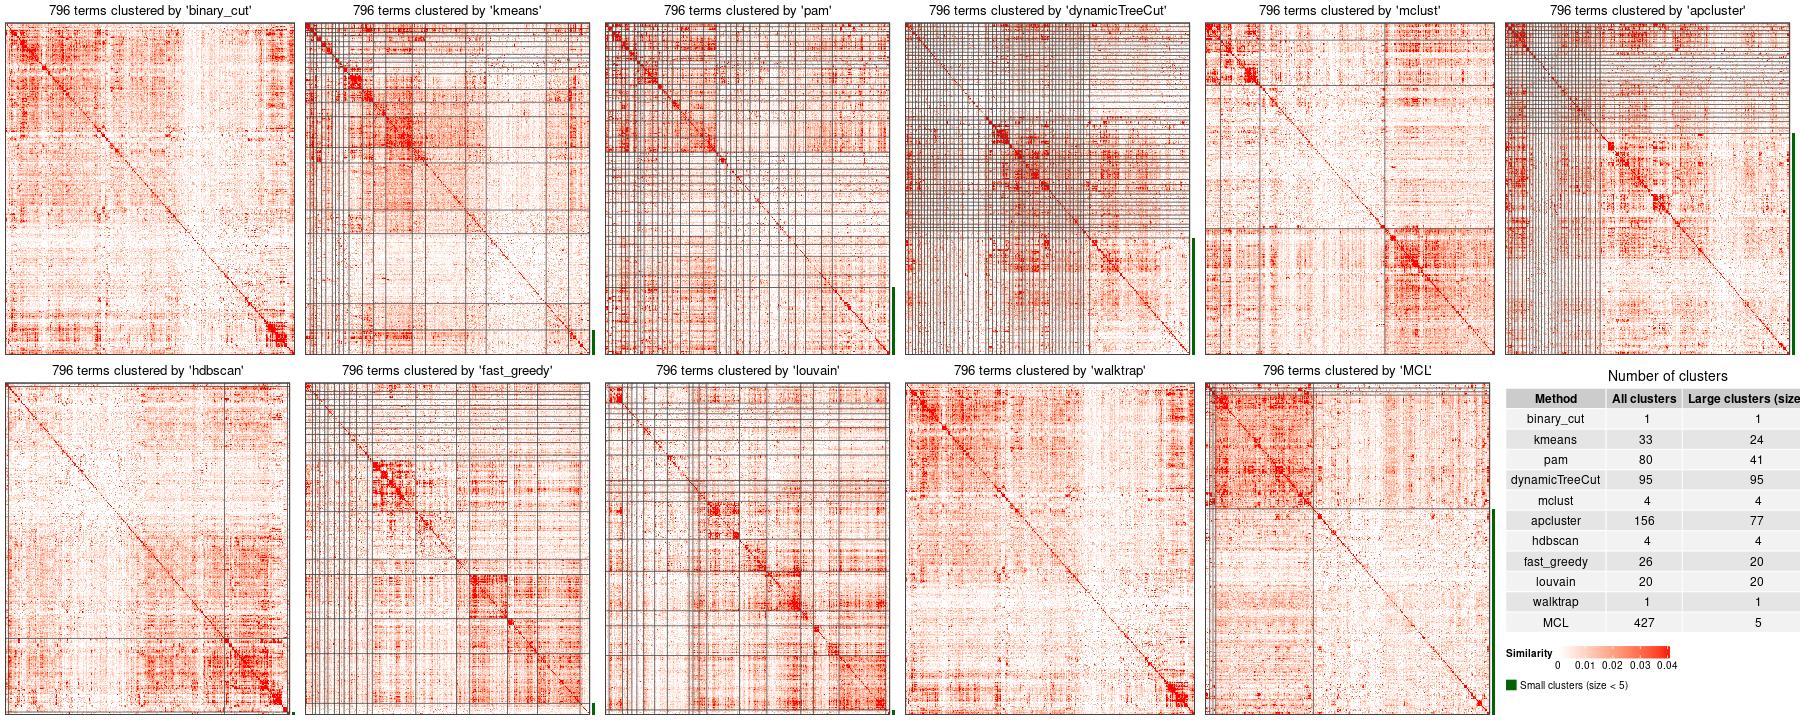 796 terms clustered by 'binary_cut'
796 terms clustered by 'kmeans'
796 terms clustered by 'pam'
796 terms clustered by 'dynamicTreeCut'
796 terms clustered by 'mclust'
796 terms clustered by 'apcluster'
796 terms clustered by 'hdbscan'
796 terms clustered by 'fast_greedy'
796 terms clustered by 'louvain'
796 terms clustered by 'walktrap'
796 terms clustered by 'MCL'
Number of clusters
Method All clusters Large clusters (size
binary_cut 1 1
kmeans 33 24
pam 80 41
dynamicTreeCut 95 95
mclust 4 4
apcluster 156 77
hdbscan 4 4
fast_greedy 26 20
louvain 20 20
walktrap 1 1
MCL 427 5
Similarity
0 0.01 0.02 0.03 0.04
Small clusters (size < 5)